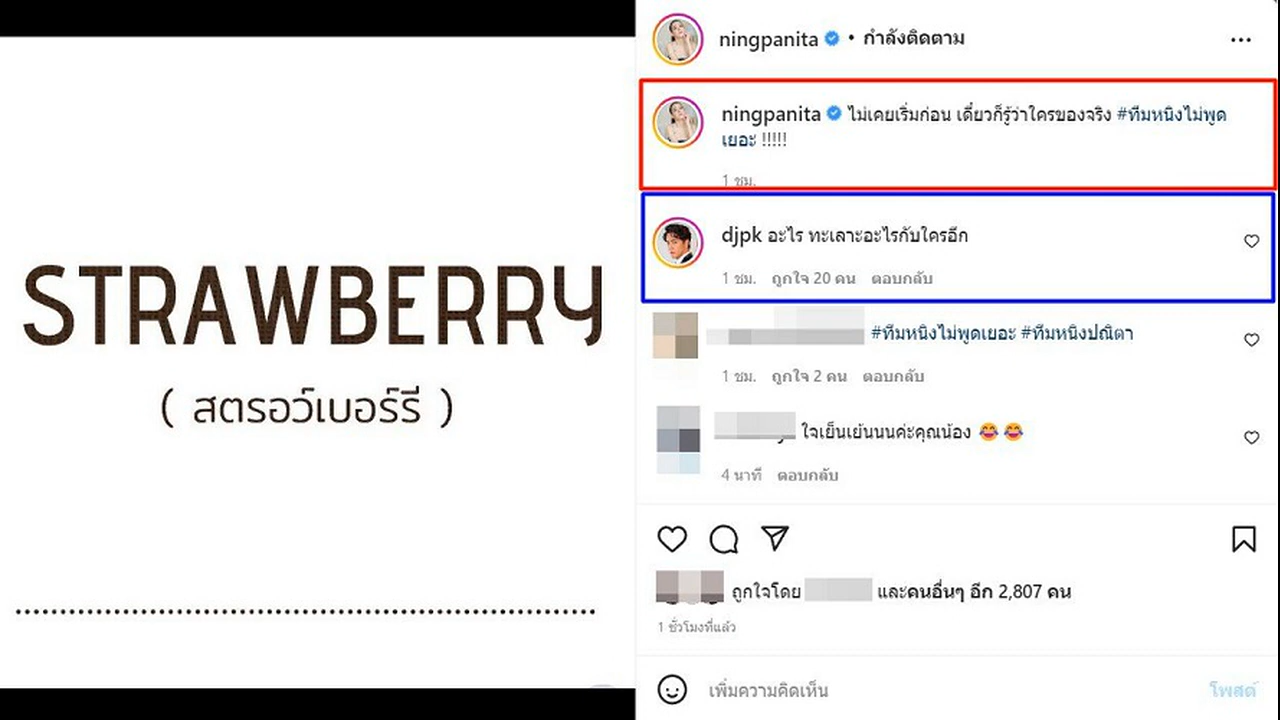 STRAWBERRY
( สตรอว์เบอร์รี )
ningpanita • กำลังติดตาม
ningpanita ไม่เคยเริ่มก่อน เดี๋ยวก็รู้ว่าใครของจริง #ทีมหนิงไม่พูด
เยอะ !!!!!
1 ชม.
djpk อะไร ทะเลาะอะไรกับใครอีก
1 ชม. ถูกใจ 20 คน ตอบกลับ
#ทีมหนิงไม่พูดเยอะ #ทีมหนิงปณิตา
1 ชม. ถูกใจ 2 คน ตอบกลับ
ใจเย็นเย้นนนค่ะคุณน้อง 😂 😂
4 นาที ตอบกลับ
ถูกใจโดย และคนอื่นๆ อีก 2,807 คน
1 ชั่วโมงที่แล้ว
เพิ่มความคิดเห็น
โพสต์